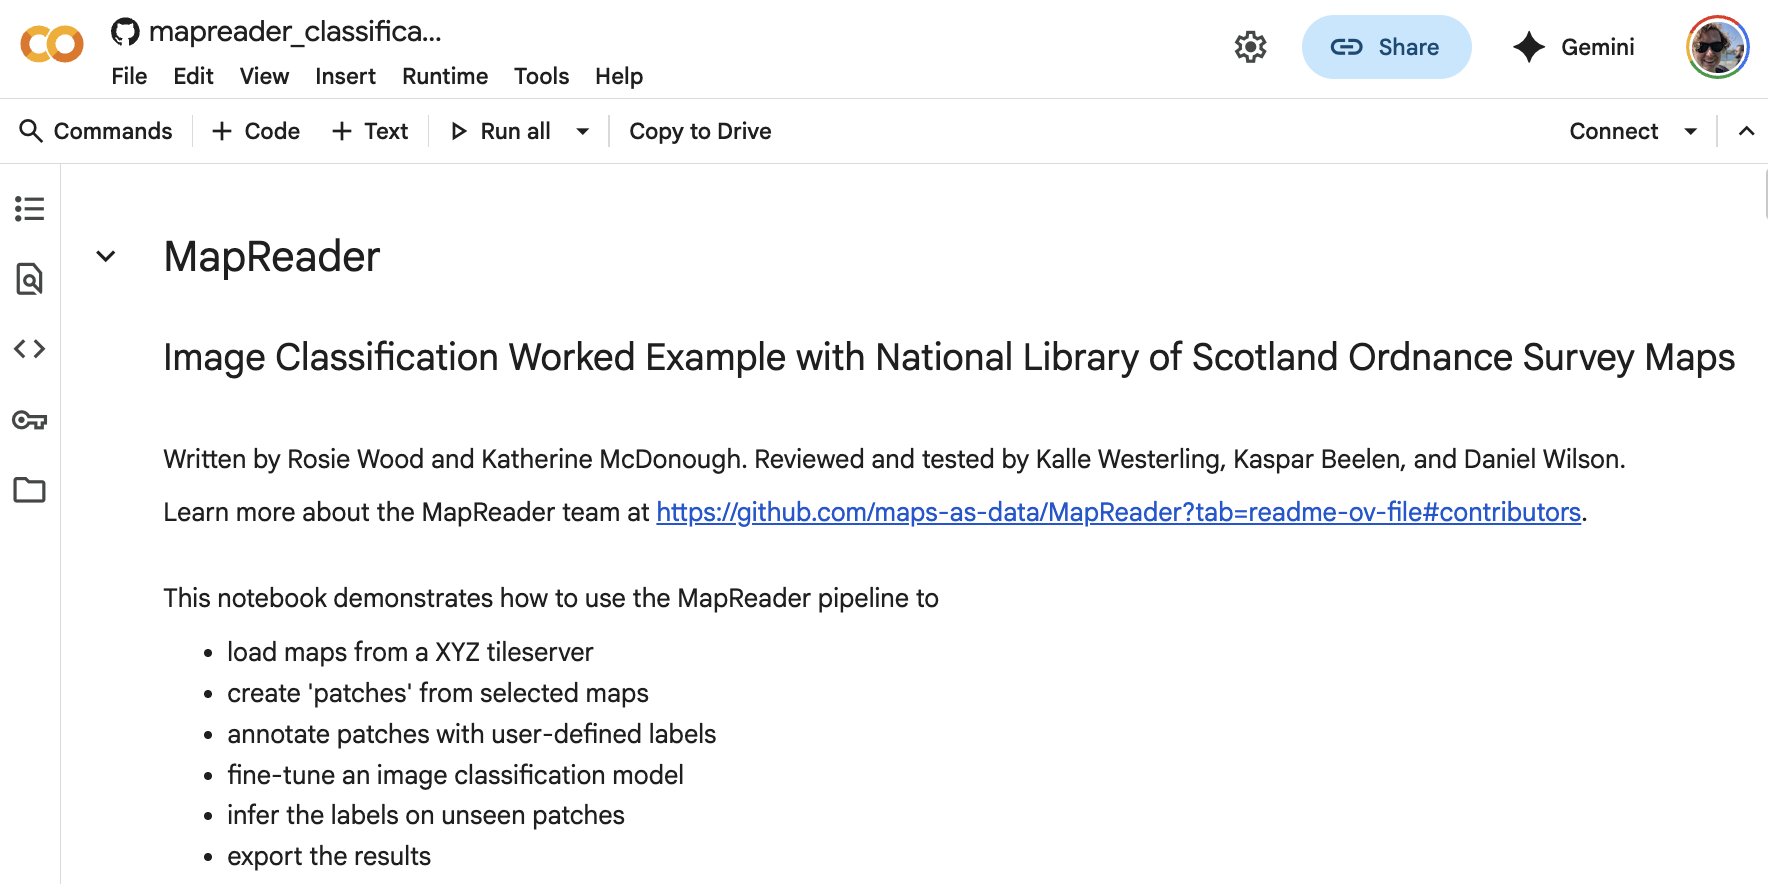 mapreader_classifica...
File Edit View Insert Runtime Tools Help
Share
Gemini
Commands + Code + Text Run all Copy to Drive
Connect
MapReader
Image Classification Worked Example with National Library of Scotland Ordnance Survey Maps
Written by Rosie Wood and Katherine McDonough. Reviewed and tested by Kalle Westerling, Kaspar Beelen, and Daniel Wilson.
Learn more about the MapReader team at https://github.com/maps-as-data/MapReader?tab=readme-ov-file#contributors.
This notebook demonstrates how to use the MapReader pipeline to
• load maps from a XYZ tileserver
• create 'patches' from selected maps
• annotate patches with user-defined labels
• fine-tune an image classification model
• infer the labels on unseen patches
• export the results